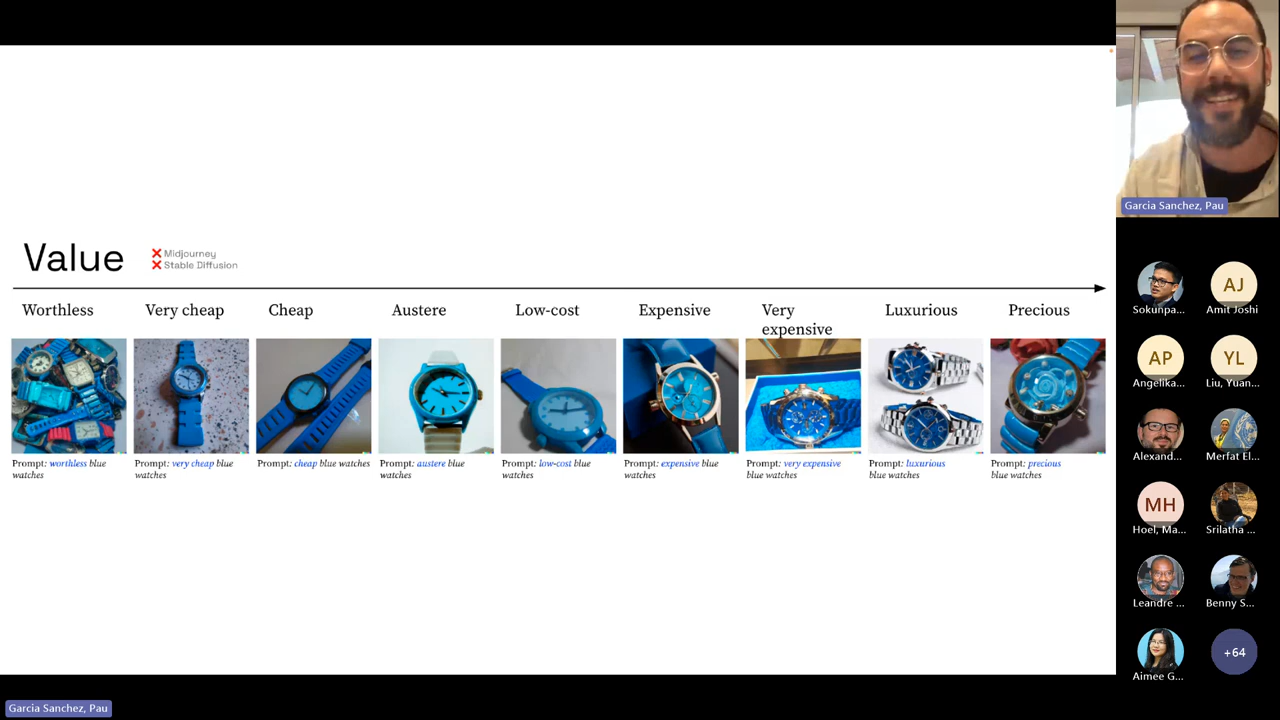 Value
Midjourney
Stable Diffusion
Worthless
Very cheap
Cheap
Austere
Low-cost
Expensive
Very
expensive
Luxurious
Precious
Prompt: worthless blue
watches
Prompt: very cheap blue
watches
Prompt: cheap blue watches
Prompt: austere blue
watches
Prompt: low-cost blue
watches
Prompt: expensive blue
watches
Prompt: very expensive
blue watches
Prompt: luxurious
blue watches
Prompt: precious
blue watches
Garcia Sanchez, Pau
Sokunpa...
AJ
Amit Joshi
AP
Angelika...
YL
Liu, Yuan...
Alexand...
Merfat El...
MH
Hoel, Ma...
Srilatha ...
Leandre ...
Benny S...
Aimee G...
+64
Garcia Sanchez, Pau